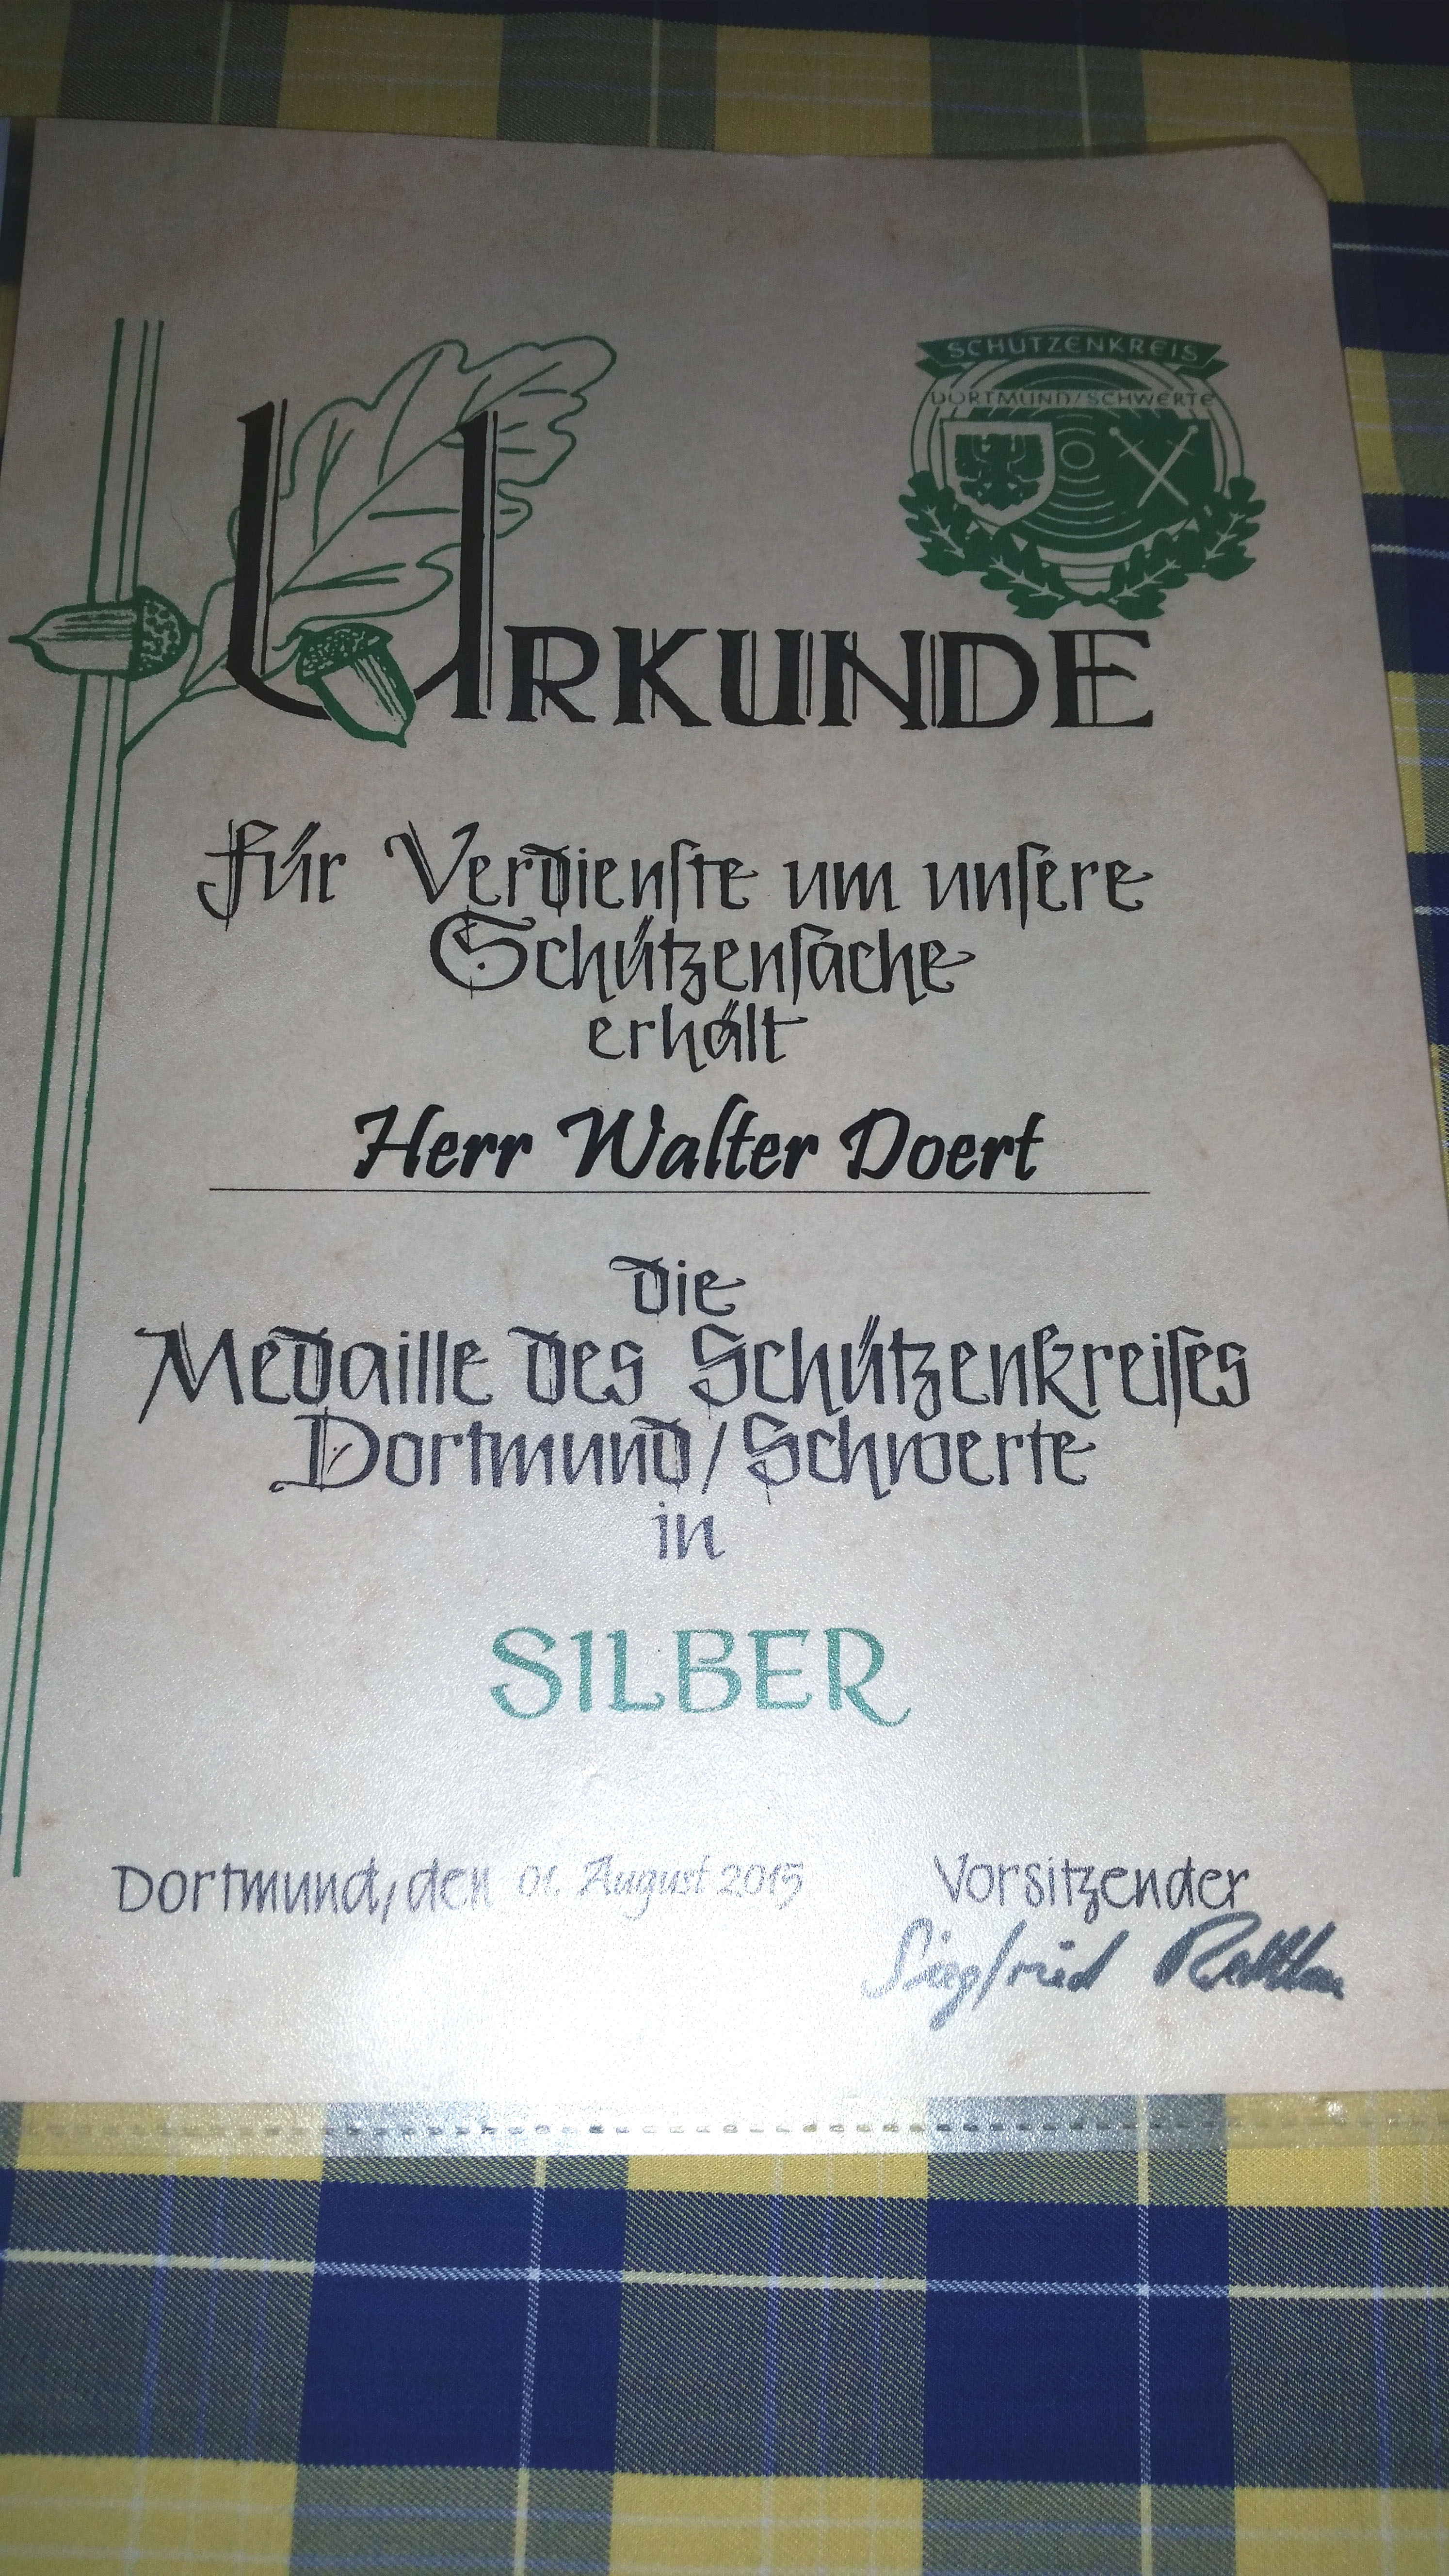 SCHÜTZENKREIS
DORTMUND/SCHWERTE
URKUNDE
für Verdienſte um unſere
Schützenſache
erhält
Herr Walter Doert
die
Medaille des Schützenkreiſes
Dortmund/Schwerte
in
SILBER
Dortmund, den 01. August 2015 Vorsitzender
Siegfried